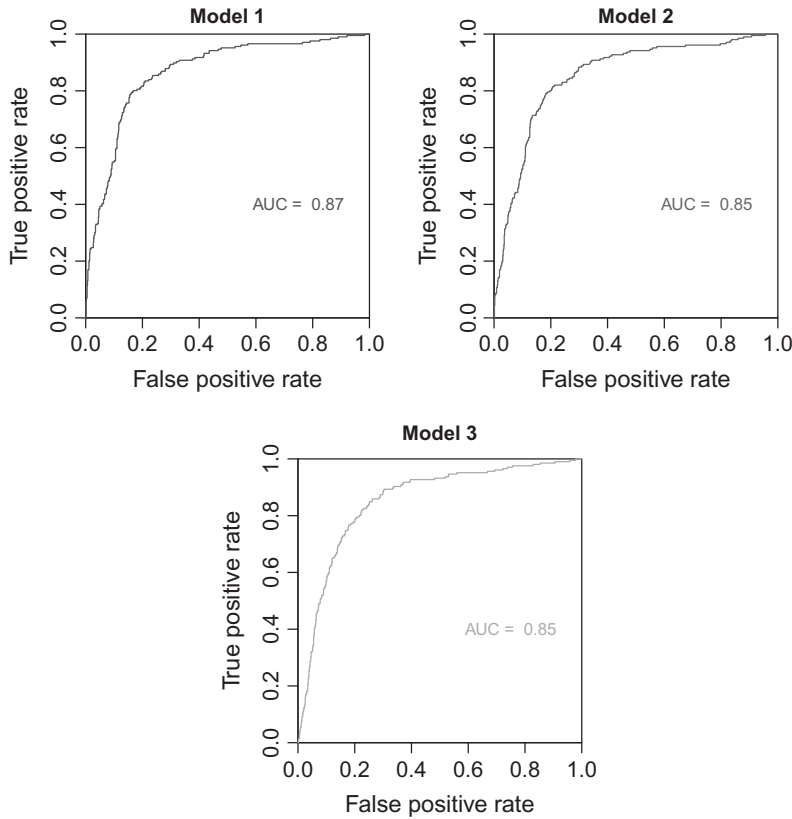 Model 1
True positive rate
1.0
0.8
0.6
0.4
0.2
0.0
AUC = 0.87
0.0 0.2 0.4 0.6 0.8 1.0
False positive rate
Model 2
True positive rate
1.0
0.8
0.6
0.4
0.2
0.0
AUC = 0.85
0.0 0.2 0.4 0.6 0.8 1.0
False positive rate
Model 3
True positive rate
1.0
0.8
0.6
0.4
0.2
0.0
AUC = 0.85
0.0 0.2 0.4 0.6 0.8 1.0
False positive rate